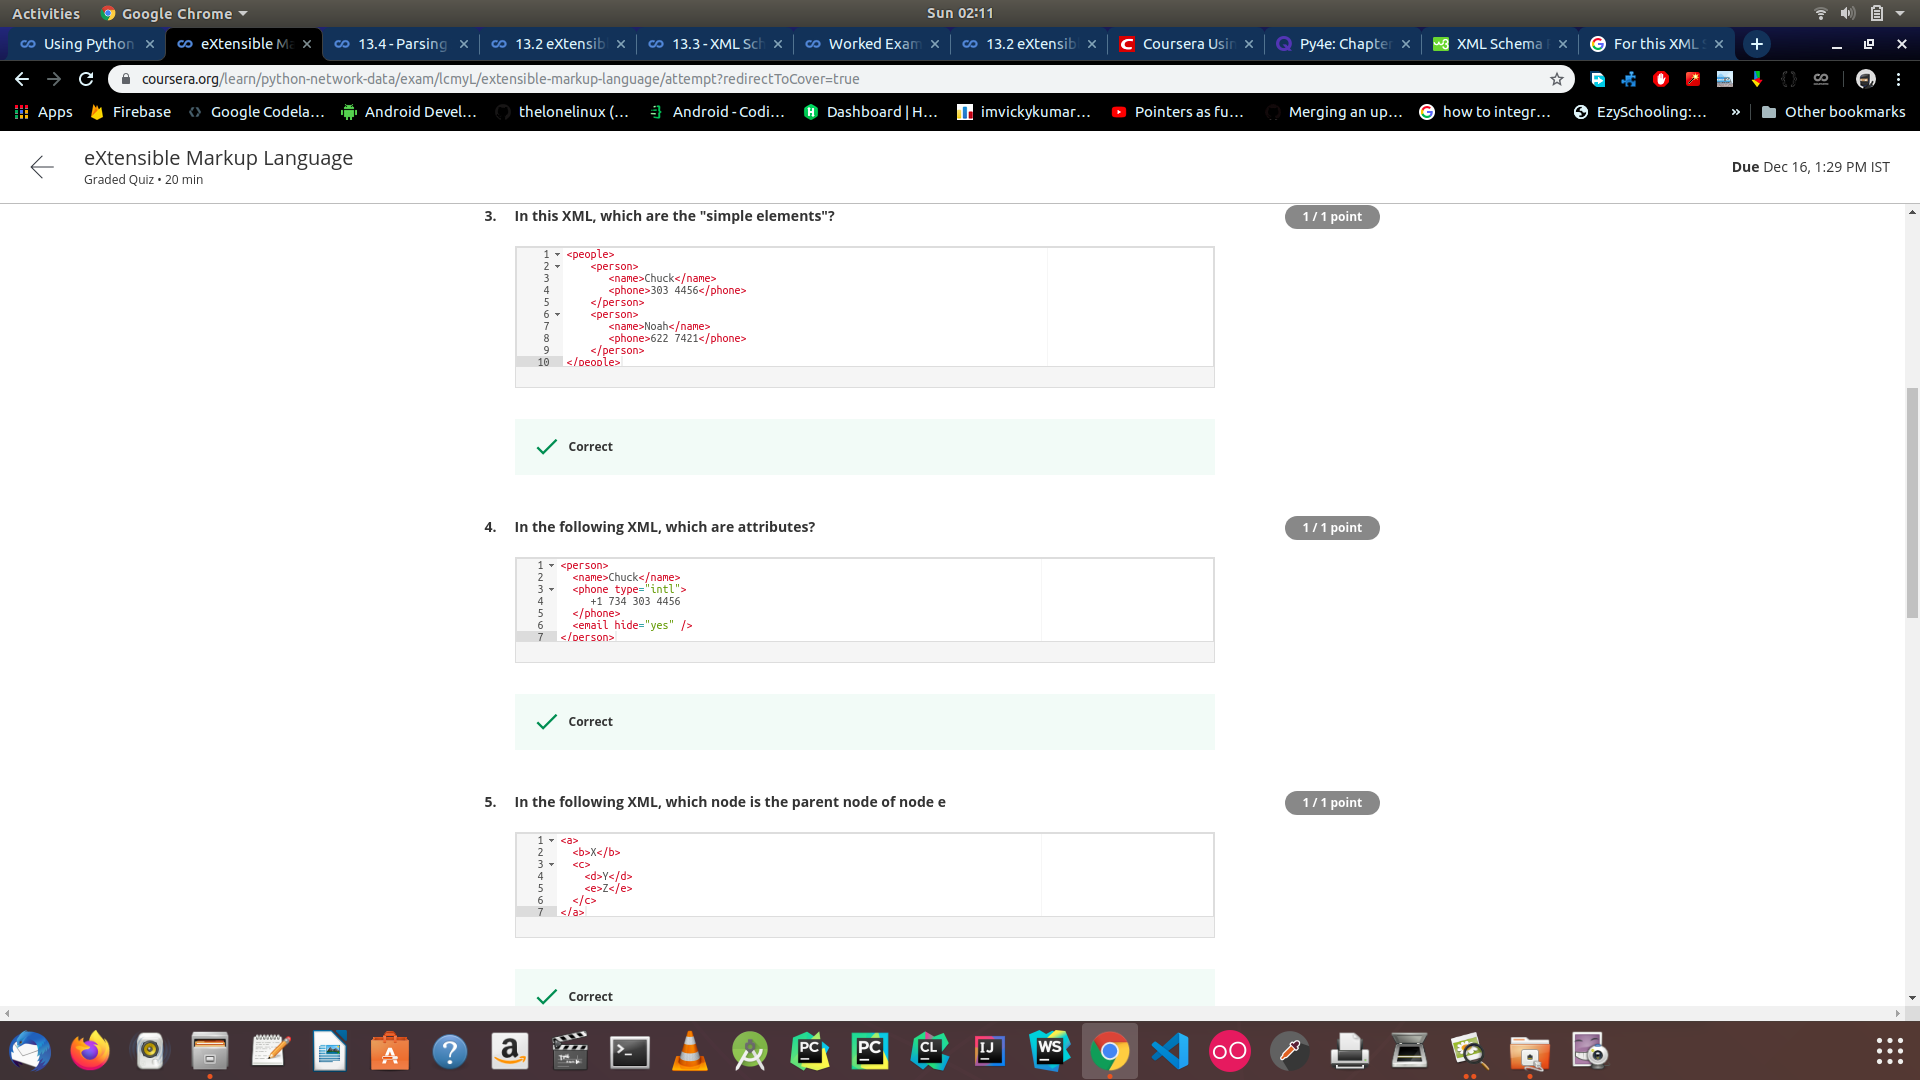 Activities Google Chrome Sun 02:11
Using Python eXtensible Ma 13.4 - Parsing 13.2 eXtensib 13.3 - XML Sch Worked Exam 13.2 eXtensib Coursera Usin Py4e: Chapte XML Schema For this XML S
coursera.org/learn/python-network-data/exam/lcmyL/extensible-markup-language/attempt?redirectToCover=true
Apps Firebase Google Codela... Android Devel... thelonelinux (... Android - Codi... Dashboard | H... imvickykumar... Pointers as fu... Merging an up... how to integr... EzySchooling:... » Other bookmarks
eXtensible Markup Language
Graded Quiz • 20 min
Due Dec 16, 1:29 PM IST
3. In this XML, which are the "simple elements"? 1 / 1 point
1 <people>
2 <person>
3 <name>Chuck</name>
4 <phone>303 4456</phone>
5 </person>
6 <person>
7 <name>Noah</name>
8 <phone>622 7421</phone>
9 </person>
10 </people>
Correct
4. In the following XML, which are attributes? 1 / 1 point
1 <person>
2 <name>Chuck</name>
3 <phone type="intl">
4 +1 734 303 4456
5 </phone>
6 <email hide="yes" />
7 </person>
Correct
5. In the following XML, which node is the parent node of node e 1 / 1 point
1 <a>
2 <b>X</b>
3 <c>
4 <d>Y</d>
5 <e>Z</e>
6 </c>
7 </a>
Correct